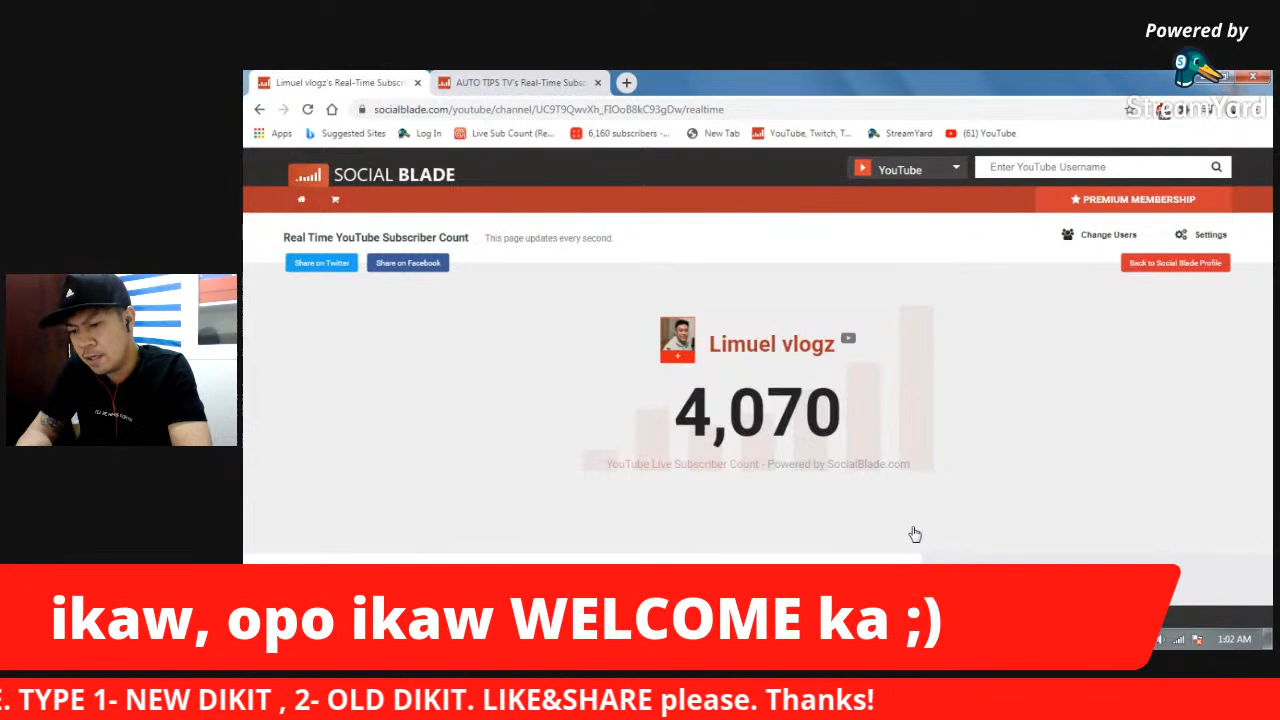 Powered by
StreamYard
Limuel vlogz's Real-Time Subscri
AUTO TIPS TV's Real-Time Subsc
socialblade.com/youtube/channel/UC9T9QwvXh_FIOoB8kC93gDw/realtime
Apps
Suggested Sites
Log In
Live Sub Count (Re...
6,160 subscribers -...
New Tab
YouTube, Twitch, T...
StreamYard
(61) YouTube
SOCIAL BLADE
YouTube
Enter YouTube Username
PREMIUM MEMBERSHIP
Real Time YouTube Subscriber Count
This page updates every second.
Change Users
Settings
Share on Twitter
Share on Facebook
Back to Social Blade Profile
Limuel vlogz
4,070
YouTube Live Subscriber Count - Powered by SocialBlade.com
ikaw, opo ikaw WELCOME ka ;)
1:02 AM
E. TYPE 1- NEW DIKIT , 2- OLD DIKIT. LIKE&SHARE please. Thanks!